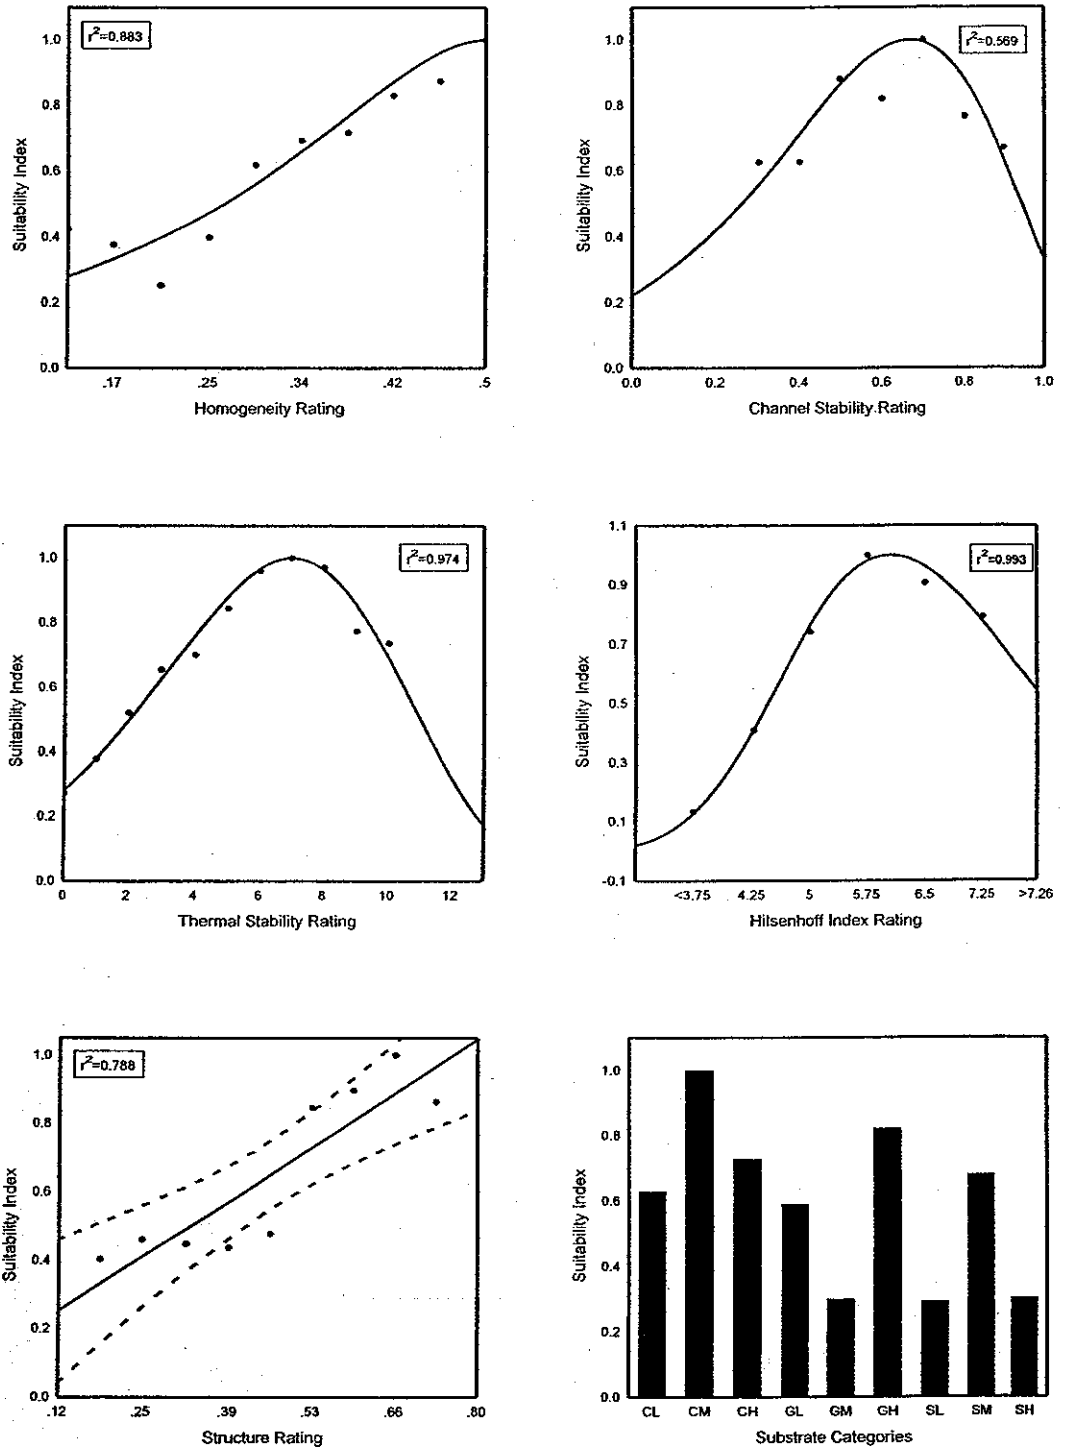 r²=0.883
1.0
0.8
0.6
0.4
0.2
0.0
Suitability Index
.17 .25 .34 .42 .5
Homogeneity Rating
r²=0.569
1.0
0.8
0.6
0.4
0.2
0.0
Suitability Index
0.0 0.2 0.4 0.6 0.8 1.0
Channel Stability Rating
r²=0.974
1.0
0.8
0.6
0.4
0.2
0.0
Suitability Index
0 2 4 6 8 10 12
Thermal Stability Rating
r²=0.993
1.1
0.9
0.7
0.5
0.3
0.1
-0.1
Suitability Index
<3.75 4.25 5 5.75 6.5 7.25 >7.26
Hilsenhoff Index Rating
r²=0.788
1.0
0.8
0.6
0.4
0.2
0.0
Suitability Index
.12 .25 .39 .53 .66 .80
Structure Rating
1.0
0.8
0.6
0.4
0.2
0.0
Suitability Index
CL CM CH GL GM GH SL SM SH
Substrate Categories